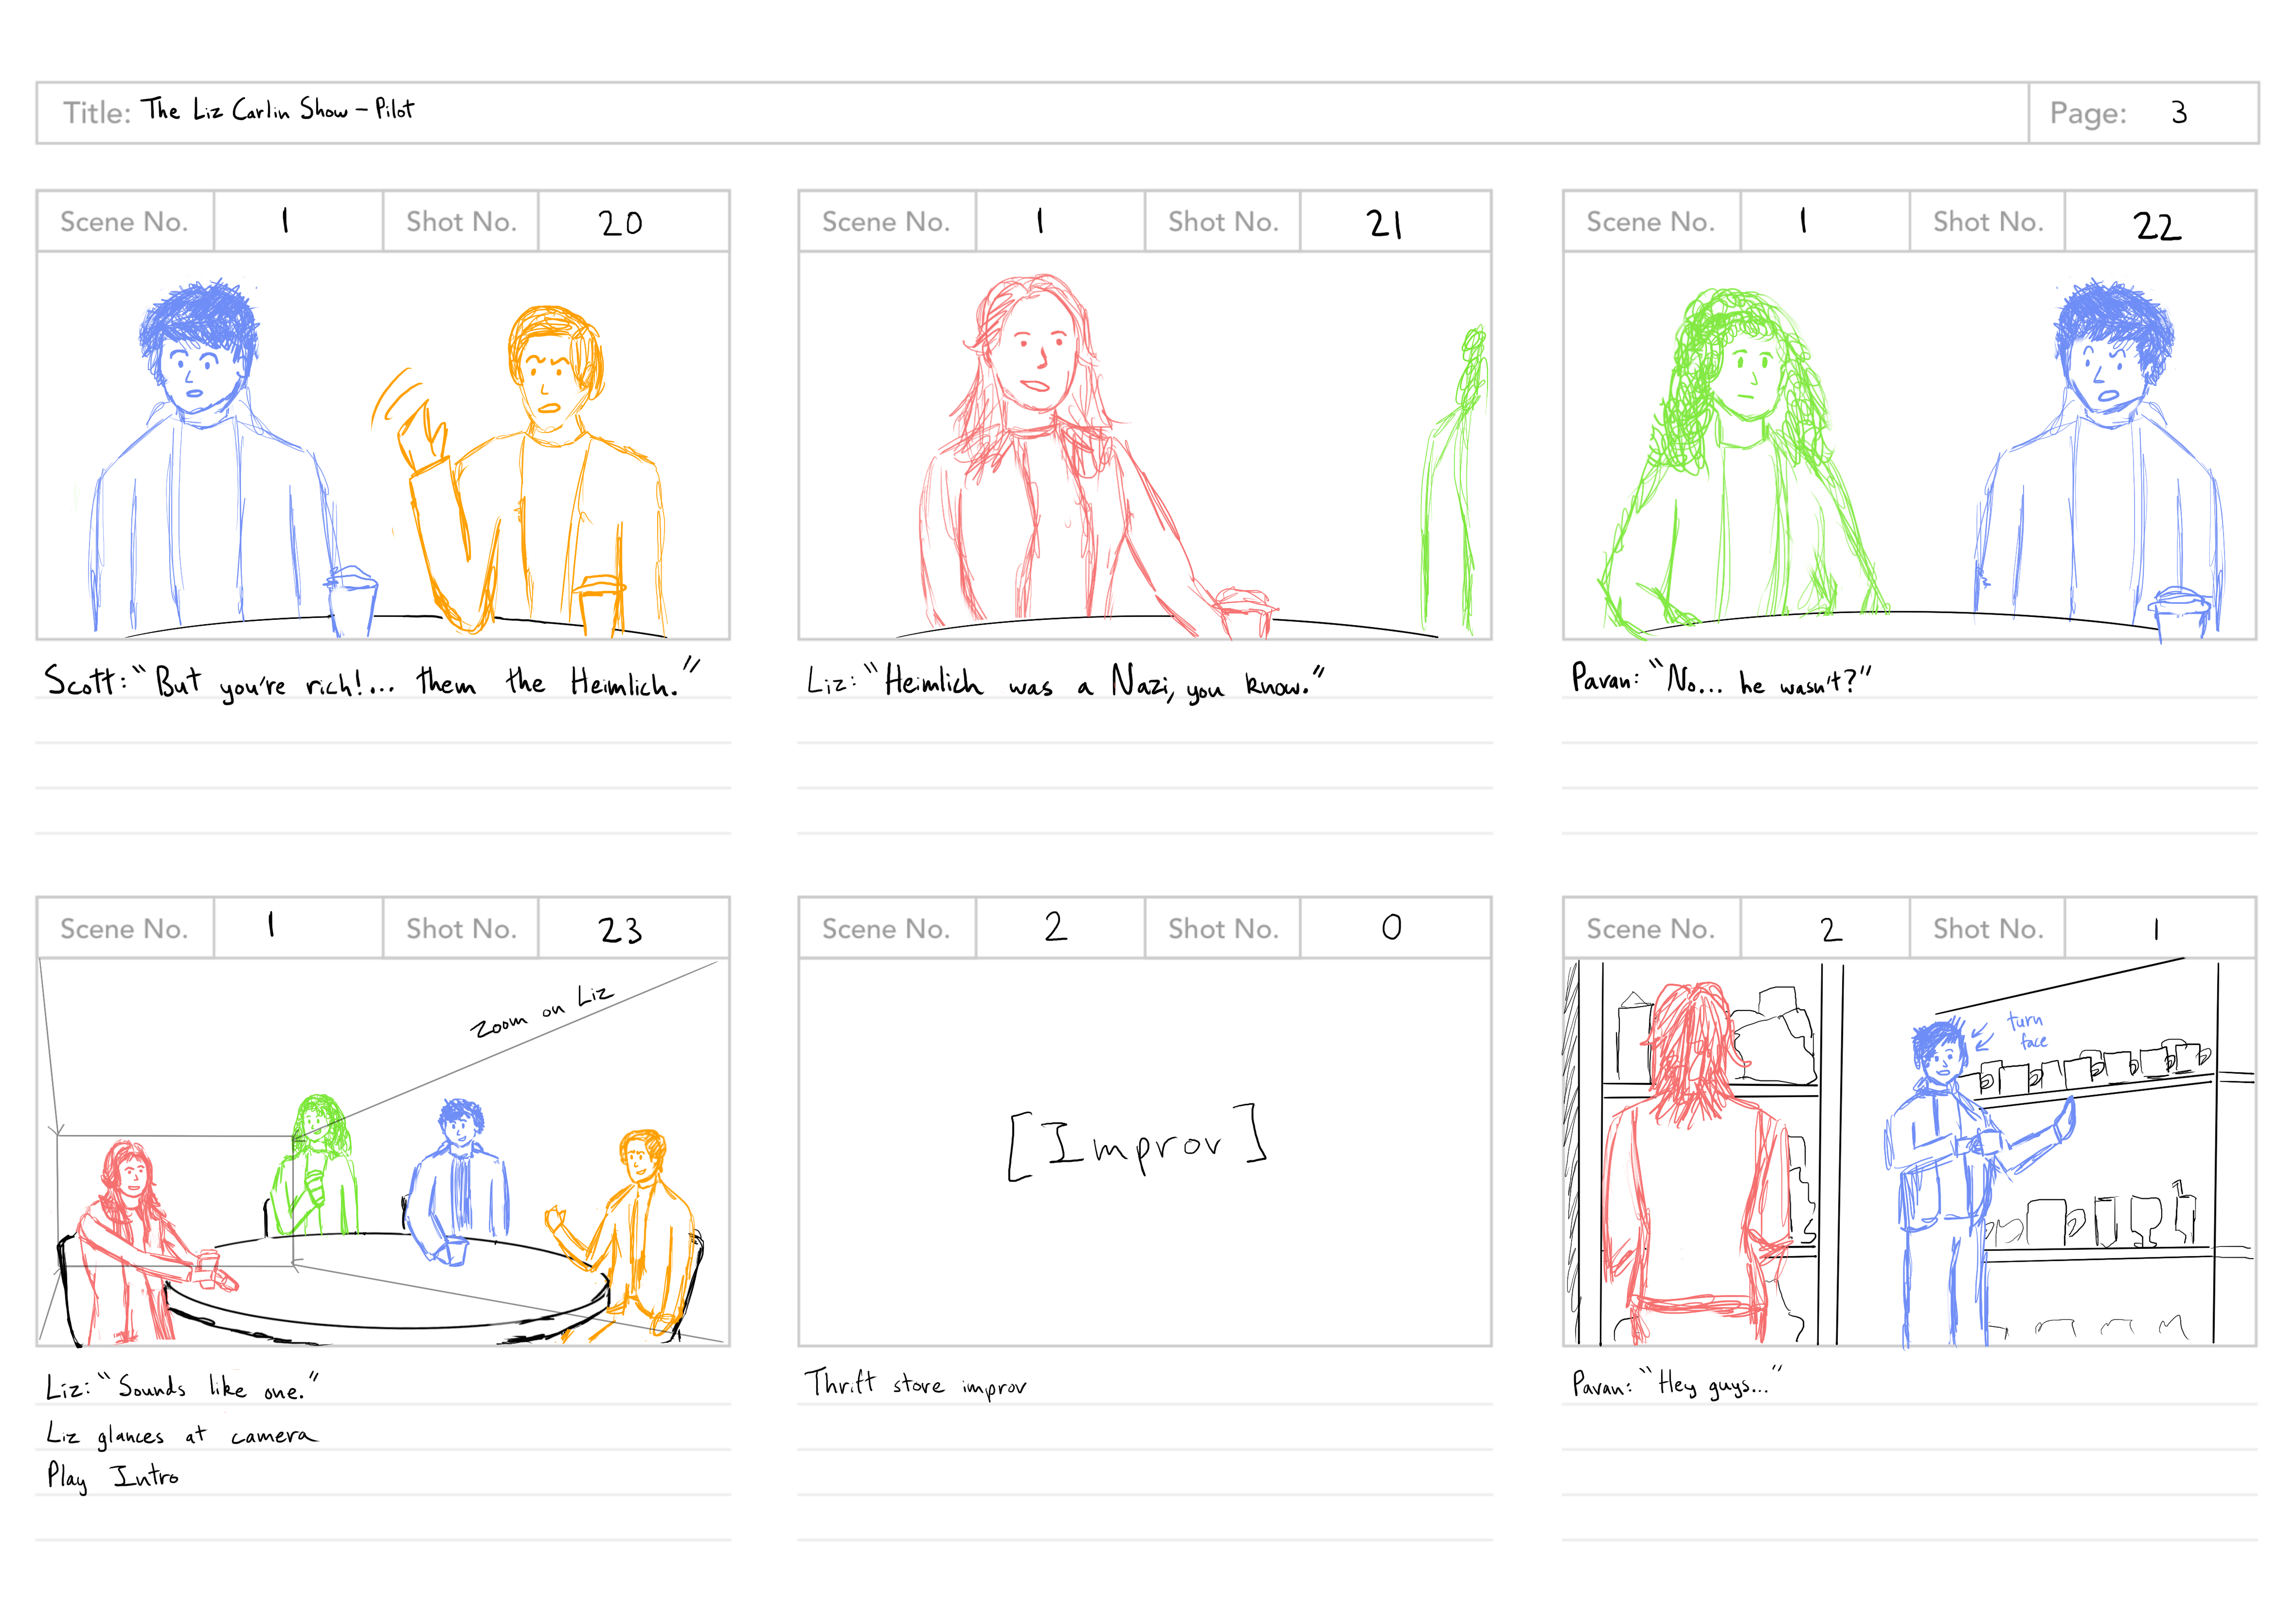 Title: The Liz Carlin Show - Pilot
Page: 3
Scene No. 1 Shot No. 20
Scott: "But you're rich!... them the Heimlich."
Scene No. 1 Shot No. 21
Liz: "Heimlich was a Nazi, you know."
Scene No. 1 Shot No. 22
Pavan: "No... he wasn't?"
Scene No. 1 Shot No. 23
Zoom on Liz
Liz: "Sounds like one."
Liz glances at camera
Play Intro
Scene No. 2 Shot No. 0
[Improv]
Thrift store improv
Scene No. 2 Shot No. 1
turn
face
Pavan: "Hey guys..."